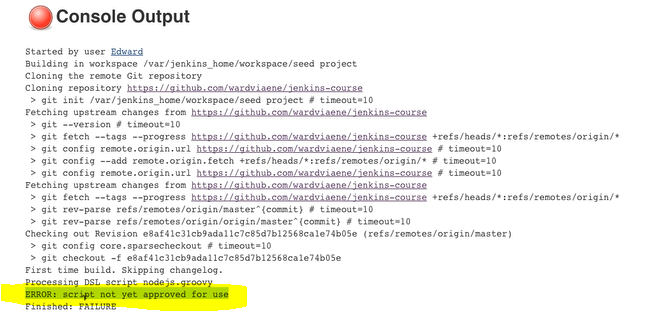 Console Output
Started by user Edward
Building in workspace /var/jenkins_home/workspace/seed project
Cloning the remote Git repository
Cloning repository https://github.com/wardviaene/jenkins-course
> git init /var/jenkins_home/workspace/seed project # timeout=10
Fetching upstream changes from https://github.com/wardviaene/jenkins-course
> git --version # timeout=10
> git fetch --tags --progress https://github.com/wardviaene/jenkins-course +refs/heads/*:refs/remotes/origin/*
> git config remote.origin.url https://github.com/wardviaene/jenkins-course # timeout=10
> git config --add remote.origin.fetch +refs/heads/*:refs/remotes/origin/* # timeout=10
> git config remote.origin.url https://github.com/wardviaene/jenkins-course # timeout=10
Fetching upstream changes from https://github.com/wardviaene/jenkins-course
> git fetch --tags --progress https://github.com/wardviaene/jenkins-course +refs/heads/*:refs/remotes/origin/*
> git rev-parse refs/remotes/origin/master^{commit} # timeout=10
> git rev-parse refs/remotes/origin/origin/master^{commit} # timeout=10
Checking out Revision e8af41c31cb9ada11c7c85d7b12568ca1e74b05e (refs/remotes/origin/master)
> git config core.sparsecheckout # timeout=10
> git checkout -f e8af41c31cb9ada11c7c85d7b12568ca1e74b05e
First time build. Skipping changelog.
Processing DSL script nodejs.groovy
ERROR: script not yet approved for use
Finished: FAILURE